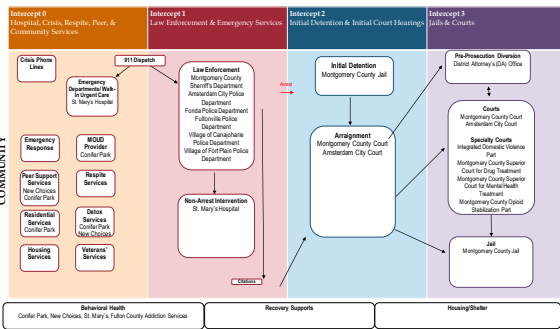 Intercept 0
Hospital, Crisis, Respite, Peer, &
Community Services
Intercept 1
Law Enforcement & Emergency Services
Intercept 2
Initial Detention & Initial Court Hearings
Intercept 3
Jails & Courts
COMMUNITY
Crisis Phone
Lines
911 Dispatch
Emergency
Departments/ Walk-
In Urgent Care
St. Mary's Hospital
Emergency
Response
MOUD
Provider
Conifer Park
Peer Support
Services
New Choices
Conifer Park
Respite
Services
Residential
Services
Conifer Park
Detox
Services
Conifer Park
New Choices
Housing
Services
Veterans'
Services
Law Enforcement
Montgomery County
Sheriff's Department
Amsterdam City Police
Department
Fonda Police Department
Fultonville Police
Department
Village of Canajoharie
Police Department
Village of Fort Plain Police
Department
Non-Arrest Intervention
St. Mary's Hospital
Citations
Arrest
Initial Detention
Montgomery County Jail
Arraignment
Montgomery County Court
Amsterdam City Court
Pre-Prosecution Diversion
District Attorney's (DA) Office
Courts
Montgomery County Court
Amsterdam City Court
Specialty Courts
Integrated Domestic Violence
Part
Montgomery County Superior
Court for Drug Treatment
Montgomery County Superior
Court for Mental Health
Treatment
Montgomery County Opioid
Stabilization Part
Jail
Montgomery County Jail
Behavioral Health
Conifer Park, New Choices, St. Mary's, Fulton County Addiction Services
Recovery Supports
Housing/Shelter